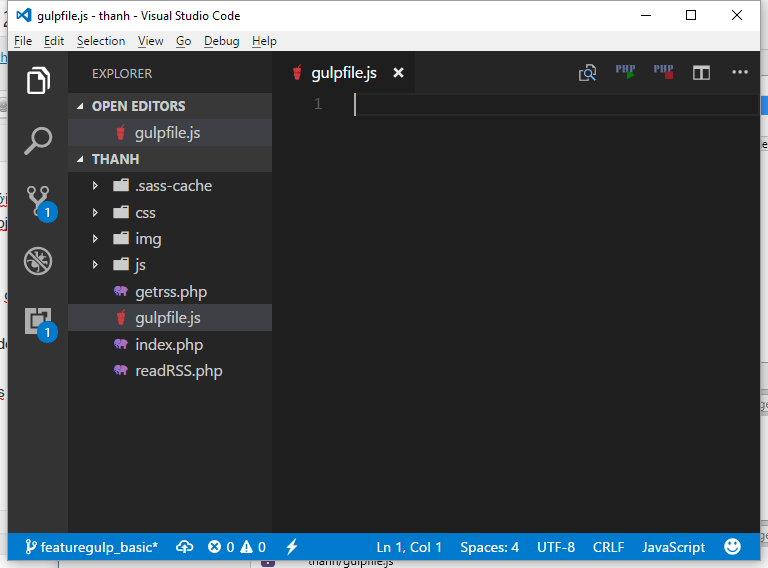 gulpfile.js - thanh - Visual Studio Code
File Edit Selection View Go Debug Help
EXPLORER
gulpfile.js
PHP PHP
OPEN EDITORS
gulpfile.js
THANH
.sass-cache
css
img
js
getrss.php
gulpfile.js
index.php
readRSS.php
1
1
1
featuregulp_basic* 0 0 Ln 1, Col 1 Spaces: 4 UTF-8 CRLF JavaScript
thanh/gulpfile.js